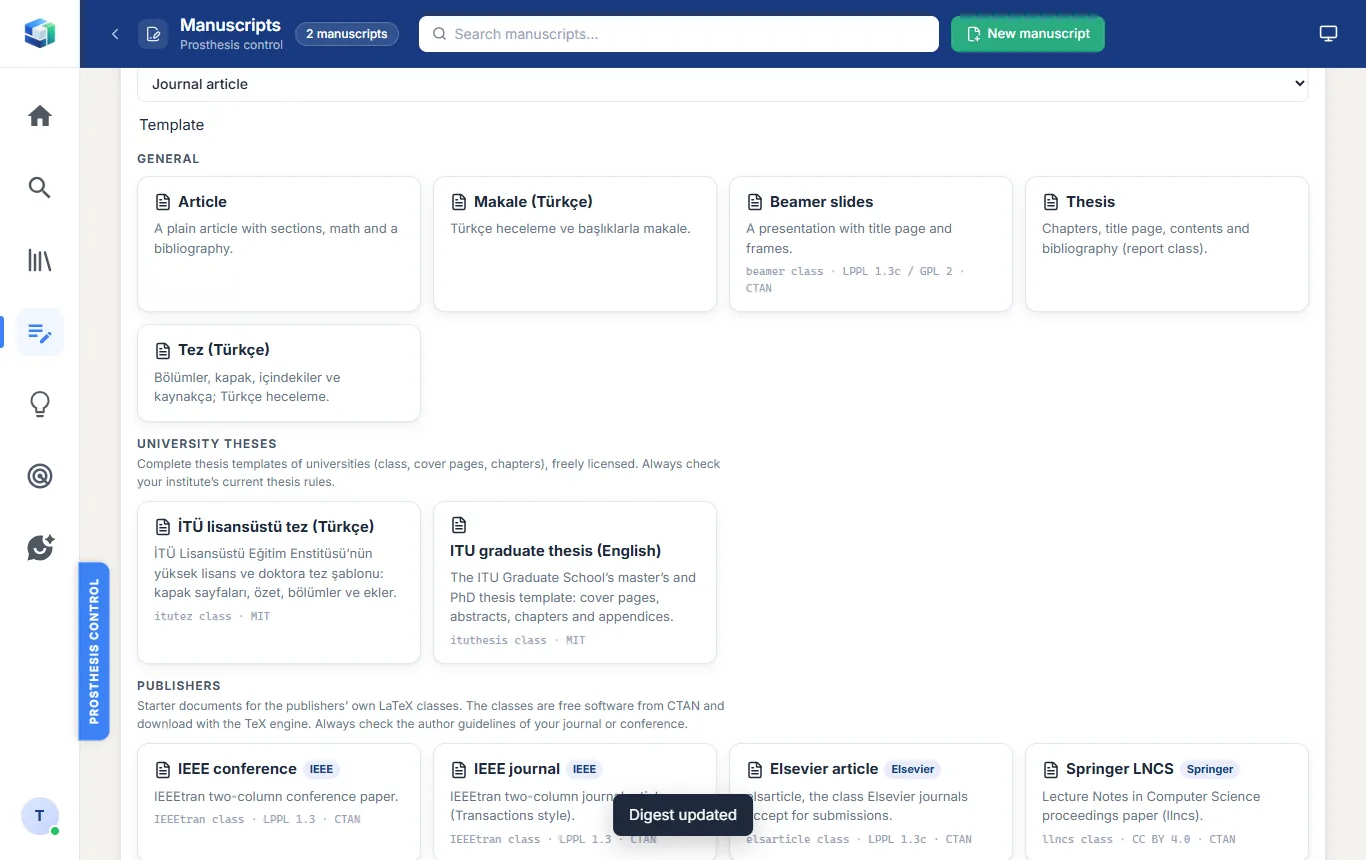 Manuscripts
Prosthesis control
2 manuscripts
Search manuscripts...
New manuscript
Journal article
Template
GENERAL
Article
A plain article with sections, math and a
bibliography.
Makale (Türkçe)
Türkçe heceleme ve başlıklarla makale.
Beamer slides
A presentation with title page and
frames.
beamer class · LPPL 1.3c / GPL 2 ·
CTAN
Thesis
Chapters, title page, contents and
bibliography (report class).
Tez (Türkçe)
Bölümler, kapak, içindekiler ve
kaynakça; Türkçe heceleme.
UNIVERSITY THESES
Complete thesis templates of universities (class, cover pages, chapters), freely licensed. Always check
your institute's current thesis rules.
İTÜ lisansüstü tez (Türkçe)
İTÜ Lisansüstü Eğitim Enstitüsü'nün
yüksek lisans ve doktora tez şablonu:
kapak sayfaları, özet, bölümler ve ekler.
itutez class · MIT
ITU graduate thesis (English)
The ITU Graduate School's master's and
PhD thesis template: cover pages,
abstracts, chapters and appendices.
ituthesis class · MIT
PROSTHESIS CONTROL
PUBLISHERS
Starter documents for the publishers' own LaTeX classes. The classes are free software from CTAN and
download with the TeX engine. Always check the author guidelines of your journal or conference.
IEEE conference IEEE
IEEEtran two-column conference paper.
IEEEtran class · LPPL 1.3 · CTAN
IEEE journal IEEE
IEEEtran two-column
(Transactions style).
IEEEtran class · LPPL 1.3 · CTAN
Elsevier article Elsevier
elsarticle, the class Elsevier journals
accept for submissions.
elsarticle class · LPPL 1.3c · CTAN
Springer LNCS Springer
Lecture Notes in Computer Science
proceedings paper (llncs).
llncs class · CC BY 4.0 · CTAN
Digest updated
T